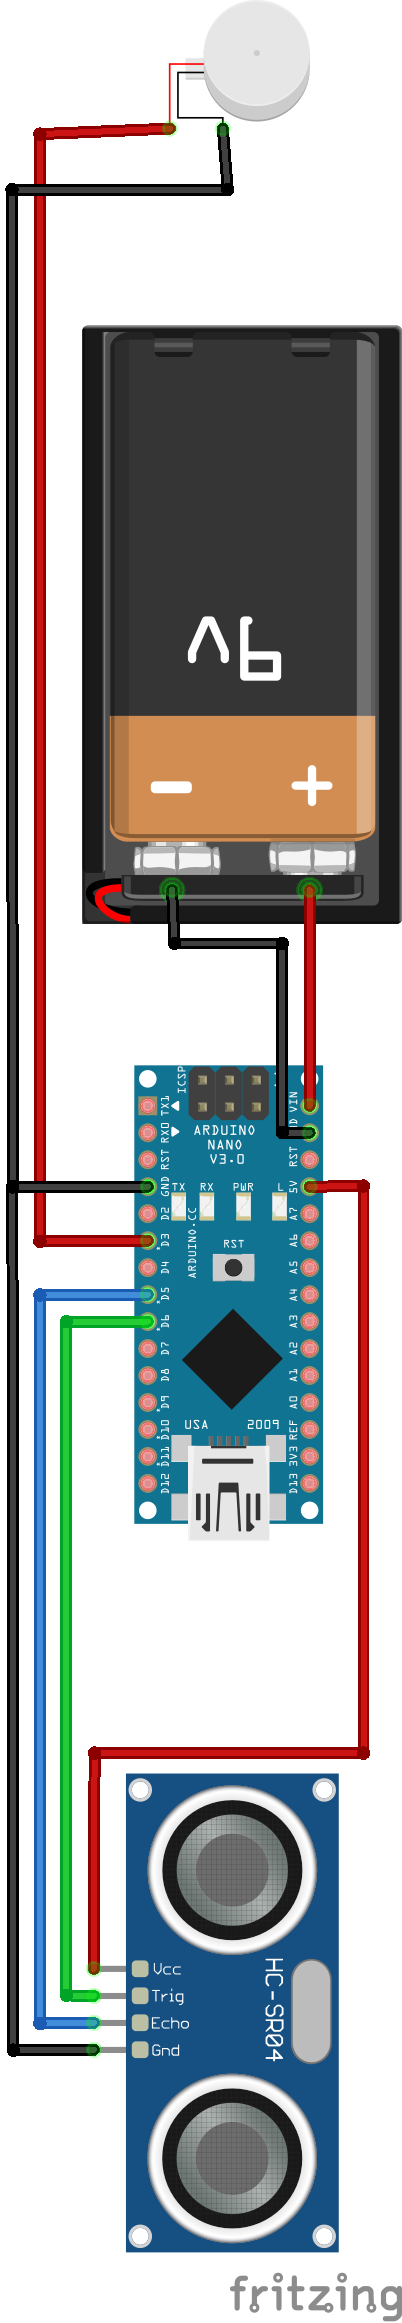 9V
-
+
ICSP
TX1
RX0
RST
GND
D2
D3
D4
D5
D6
D7
D8
D9
D10
D11
D12
VIN
RST
5V
A7
A6
A5
A4
A3
A2
A1
A0
REF
3V3
D13
ARDUINO
NANO
V3.0
TX
RX
PWR
L
ARDUINO.CC
RST
USA
2009
Vcc
Trig
Echo
Gnd
HC-SR04
fritzing